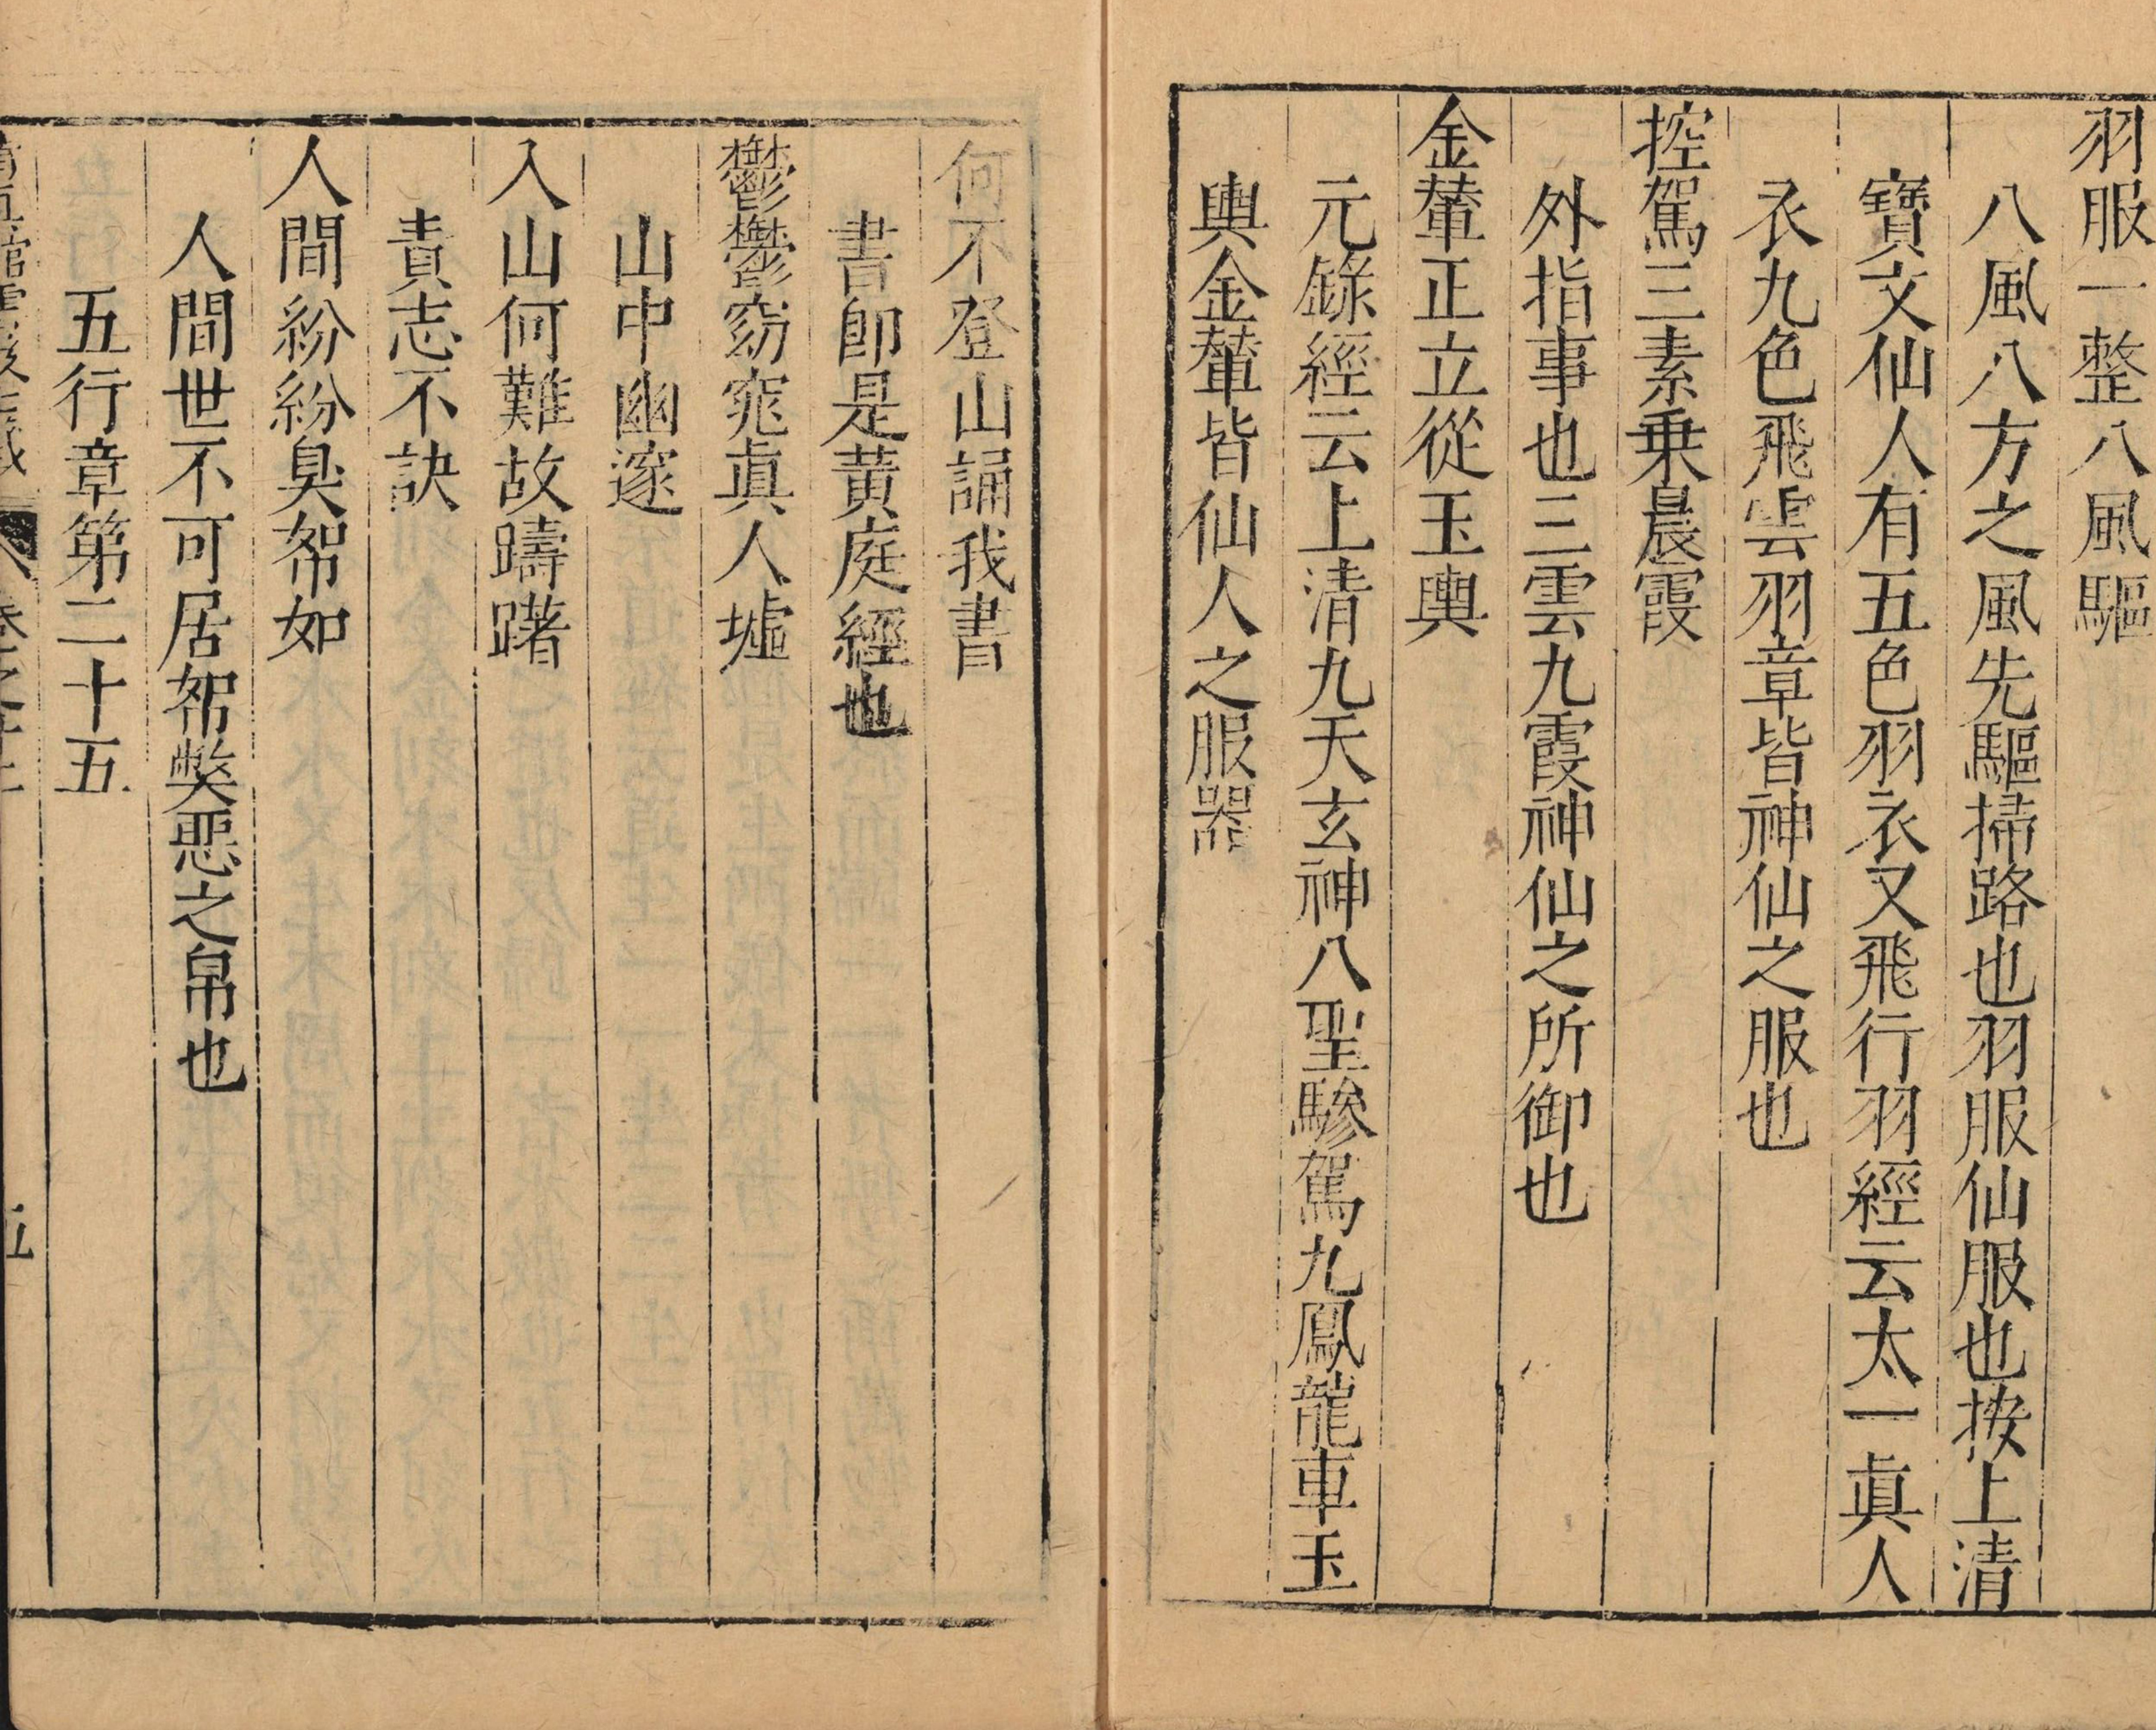 羽服一整八風驅
八風八方之風先驅掃路也羽服仙服也按上清
寶文仙人有五色羽衣又飛行羽經云太一眞人
衣九色飛雲羽章皆神仙之服也
控駕三素乗晨霞
外指事也三雲九霞神仙之所御也
金輦正立從玉輿
元錄經云上清九天玄神八聖驂駕九鳳龍車玉
輿金輦皆仙人之服器
何不登山誦我書
書卽是黃庭經也
鬱鬱窈窕眞人墟
山中幽邃
入山何難故躊躇
責志不訣
人間紛紛臭帤如
人間世不可居帤獘惡之帛也
五行章第二十五
五